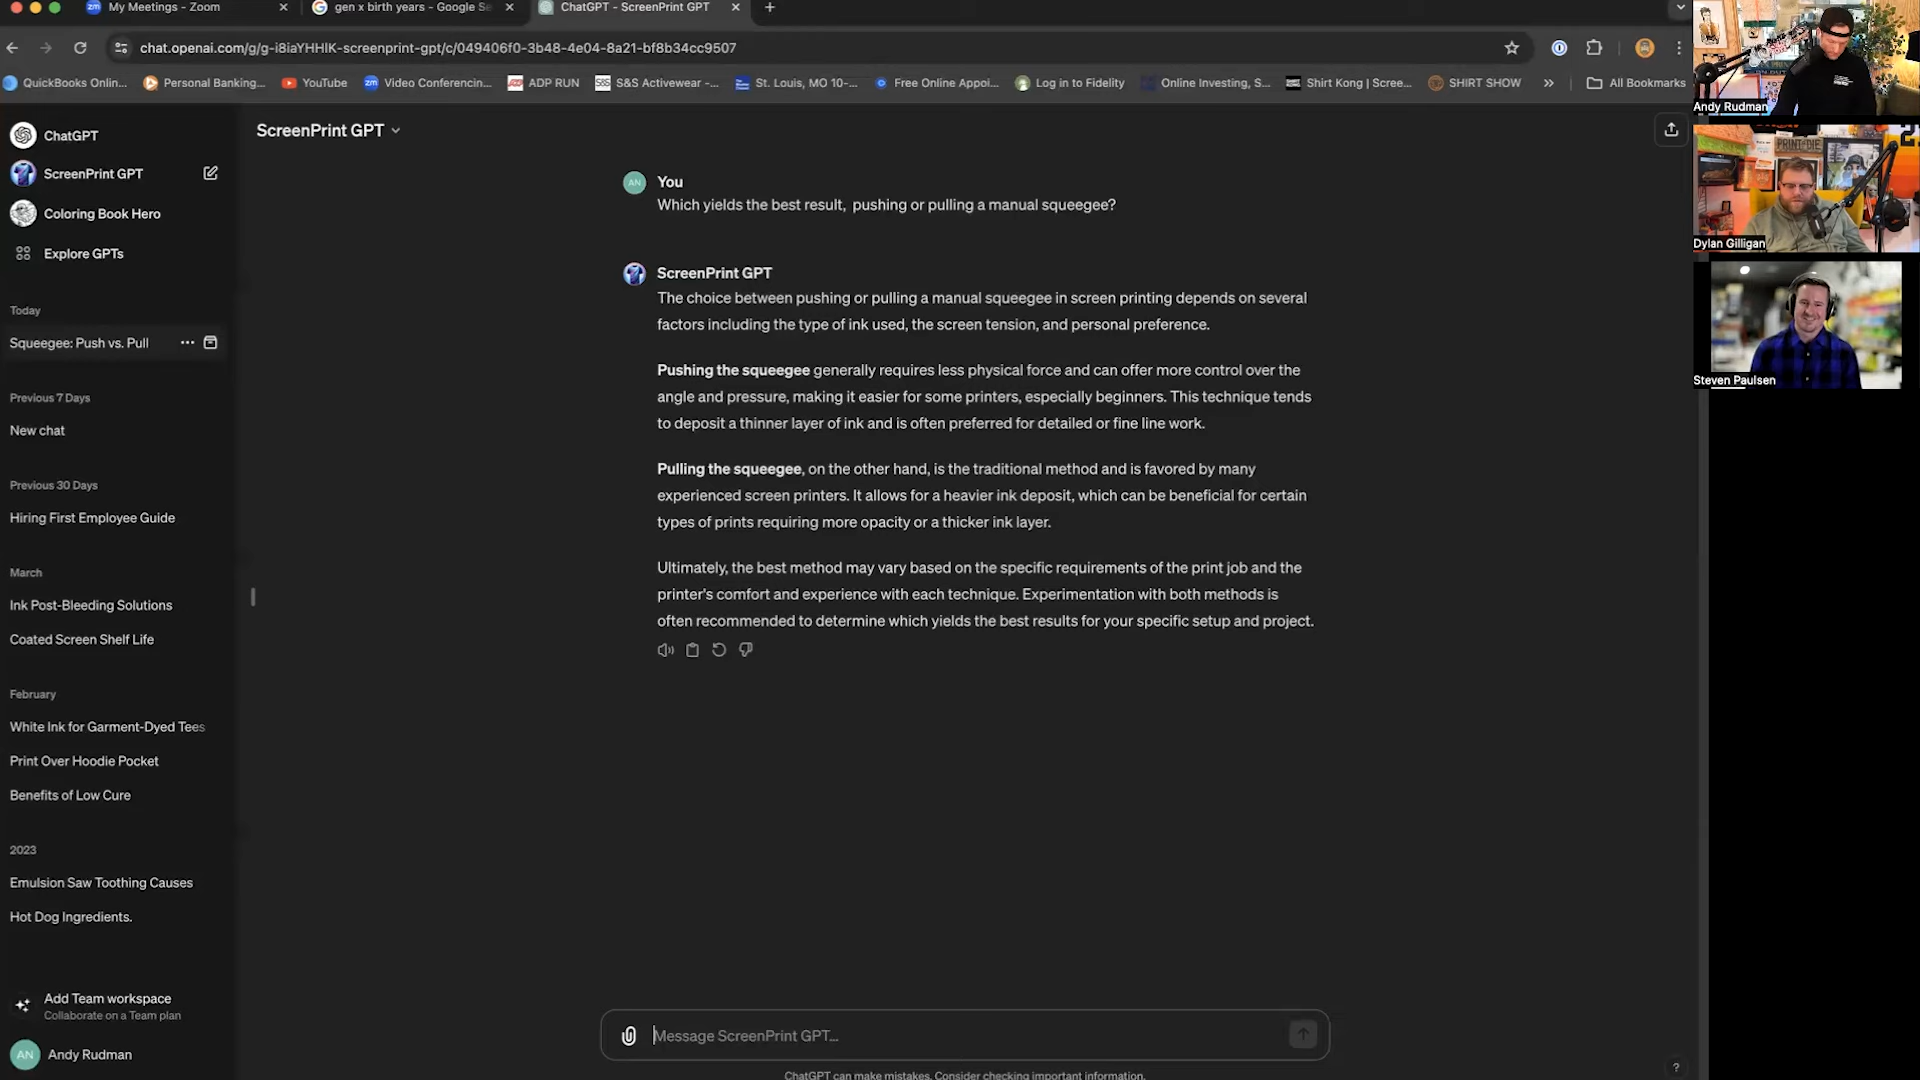 My Meetings - Zoom
gen x birth years - Google Se
ChatGPT - ScreenPrint GPT
chat.openai.com/g/g-i8iaYHHlK-screenprint-gpt/c/049406f0-3b48-4e04-8a21-bf8b34cc9507
QuickBooks Onlin...
Personal Banking...
YouTube
Video Conferencin...
ADP RUN
S&S Activewear -...
St. Louis, MO 10-...
Free Online Appoi...
Log in to Fidelity
Online Investing, S...
Shirt Kong | Scree...
SHIRT SHOW
»
All Bookmarks
ChatGPT
ScreenPrint GPT
Coloring Book Hero
Explore GPTs
Today
Squeegee: Push vs. Pull
Previous 7 Days
New chat
Previous 30 Days
Hiring First Employee Guide
March
Ink Post-Bleeding Solutions
Coated Screen Shelf Life
February
White Ink for Garment-Dyed Tees
Print Over Hoodie Pocket
Benefits of Low Cure
2023
Emulsion Saw Toothing Causes
Hot Dog Ingredients.
Add Team workspace
Collaborate on a Team plan
AN
Andy Rudman
ScreenPrint GPT
AN
You
Which yields the best result,  pushing or pulling a manual squeegee?
ScreenPrint GPT
The choice between pushing or pulling a manual squeegee in screen printing depends on several
factors including the type of ink used, the screen tension, and personal preference.
Pushing the squeegee generally requires less physical force and can offer more control over the
angle and pressure, making it easier for some printers, especially beginners. This technique tends
to deposit a thinner layer of ink and is often preferred for detailed or fine line work.
Pulling the squeegee, on the other hand, is the traditional method and is favored by many
experienced screen printers. It allows for a heavier ink deposit, which can be beneficial for certain
types of prints requiring more opacity or a thicker ink layer.
Ultimately, the best method may vary based on the specific requirements of the print job and the
printer's comfort and experience with each technique. Experimentation with both methods is
often recommended to determine which yields the best results for your specific setup and project.
Message ScreenPrint GPT...
ChatGPT can make mistakes. Consider checking important information.
?
Andy Rudman
PRINT
DIE
Dylan Gilligan
Steven Paulsen